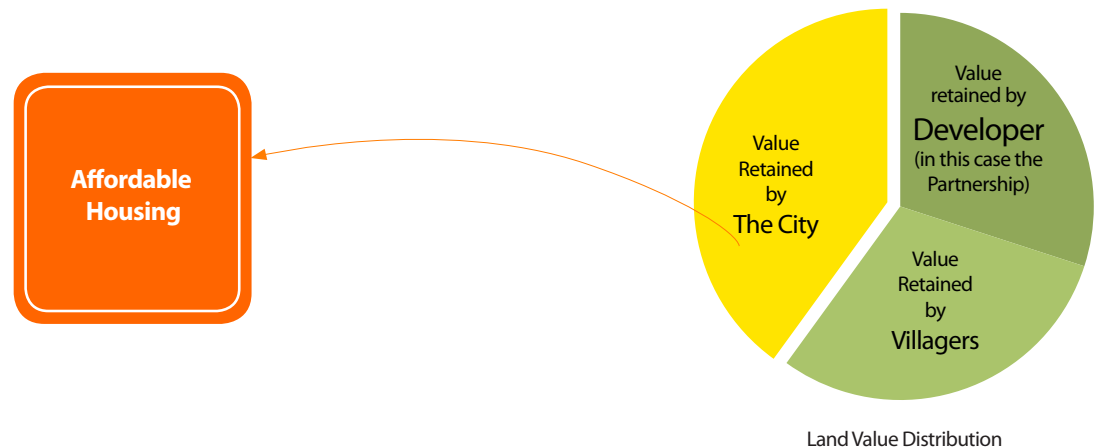 Affordable
Housing
Value
Retained
by
The City
Value
retained by
Developer
(in this case the
Partnership)
Value
Retained
by
Villagers
Land Value Distribution